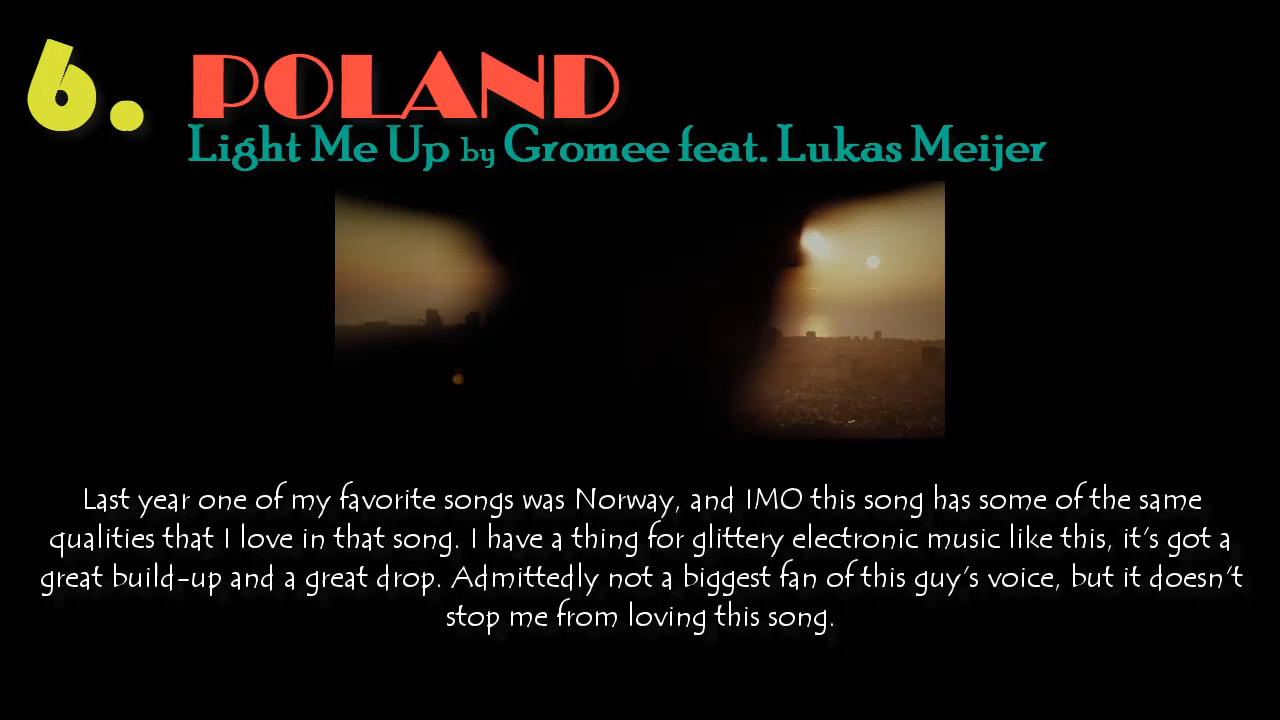 6. POLAND
Light Me Up by Gromee feat. Lukas Meijer
Last year one of my favorite songs was Norway, and IMO this song has some of the same
qualities that I love in that song. I have a thing for glittery electronic music like this, it's got a
great build-up and a great drop. Admittedly not a biggest fan of this guy's voice, but it doesn't
stop me from loving this song.